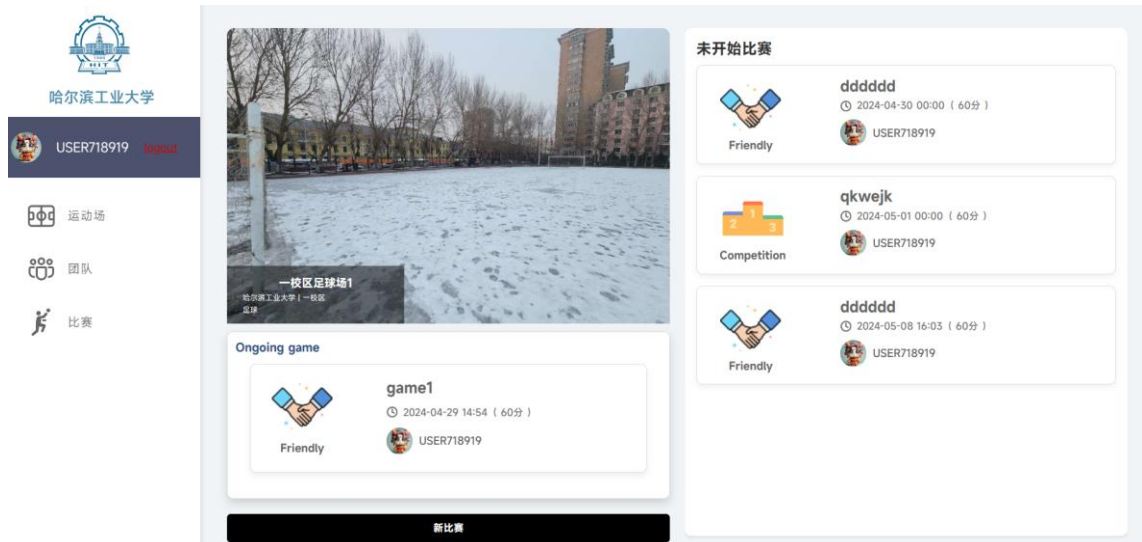 HIT
哈尔滨工业大学
USER718919 logout
运动场
团队
比赛
一校区足球场1
哈尔滨工业大学 | 一校区
足球
Ongoing game
Friendly
game1
2024-04-29 14:54 ( 60分 )
USER718919
新比赛
未开始比赛
Friendly
dddddd
2024-04-30 00:00 ( 60分 )
USER718919
1
2
3
Competition
qkwejk
2024-05-01 00:00 ( 60分 )
USER718919
Friendly
dddddd
2024-05-08 16:03 ( 60分 )
USER718919